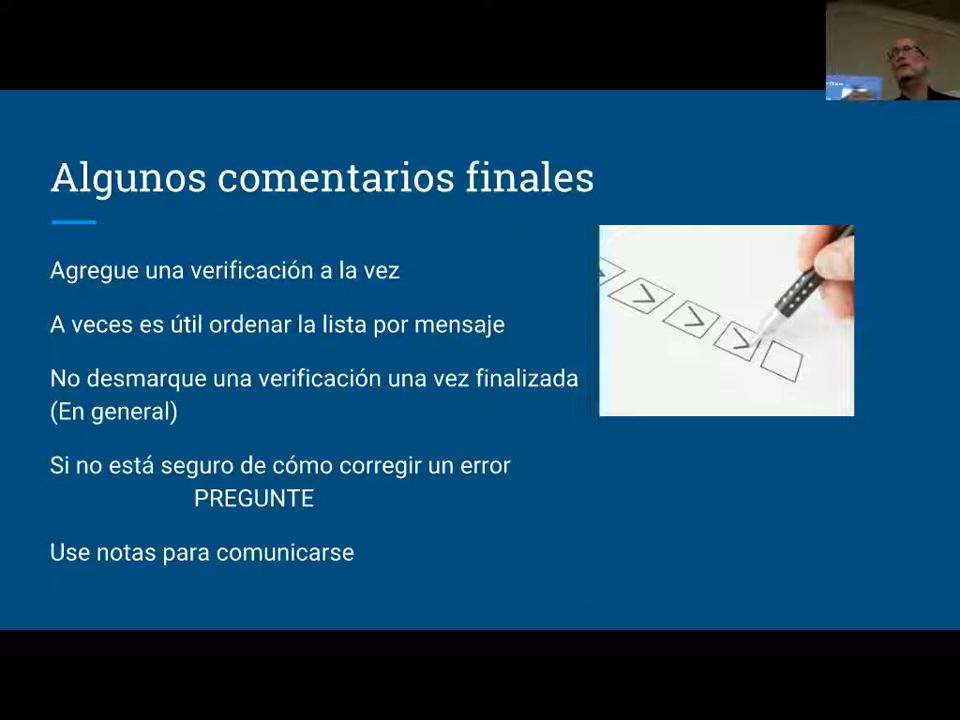 Algunos comentarios finales
Agregue una verificación a la vez
A veces es útil ordenar la lista por mensaje
No desmarque una verificación una vez finalizada
(En general)
Si no está seguro de cómo corregir un error
PREGUNTE
Use notas para comunicarse